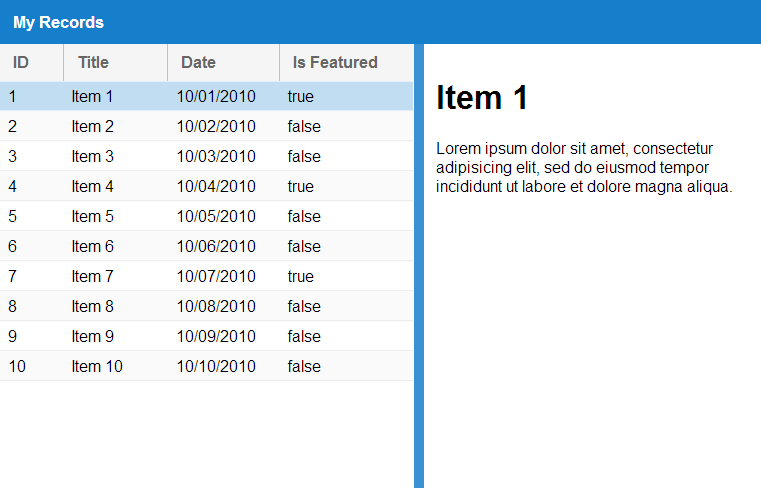 My Records
ID Title Date Is Featured
1 Item 1 10/01/2010 true
2 Item 2 10/02/2010 false
3 Item 3 10/03/2010 false
4 Item 4 10/04/2010 true
5 Item 5 10/05/2010 false
6 Item 6 10/06/2010 false
7 Item 7 10/07/2010 true
8 Item 8 10/08/2010 false
9 Item 9 10/09/2010 false
10 Item 10 10/10/2010 false
Item 1
Lorem ipsum dolor sit amet, consectetur
adipisicing elit, sed do eiusmod tempor
incididunt ut labore et dolore magna aliqua.